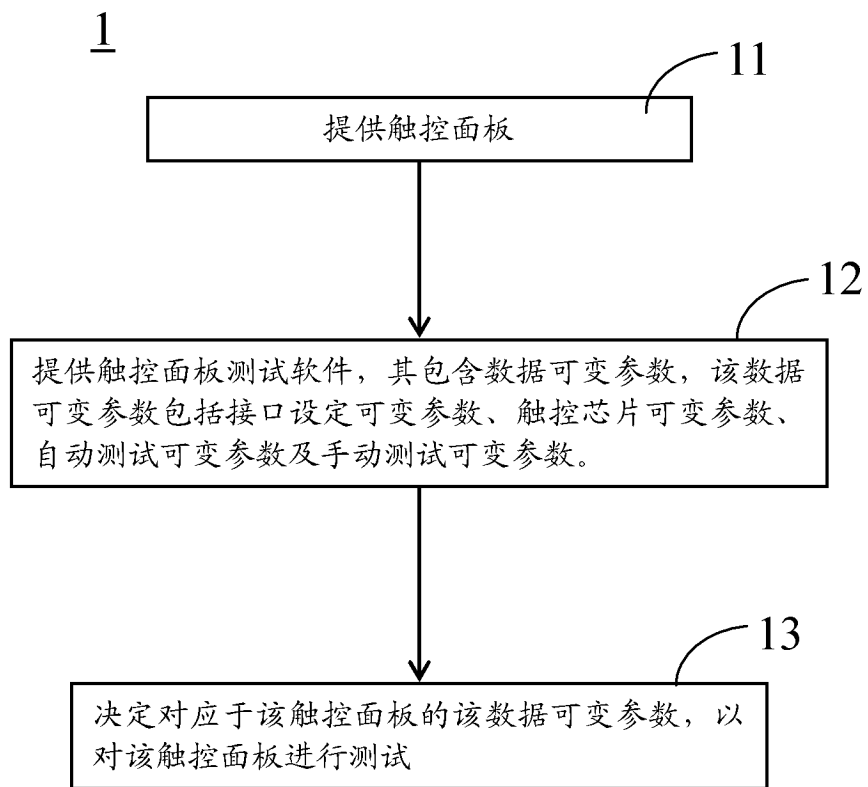 1
11
提供触控面板
12
提供触控面板测试软件，其包含数据可变参数，该数据
可变参数包括接口设定可变参数、触控芯片可变参数、
自动测试可变参数及手动测试可变参数。
13
决定对应于该触控面板的该数据可变参数，以
对该触控面板进行测试